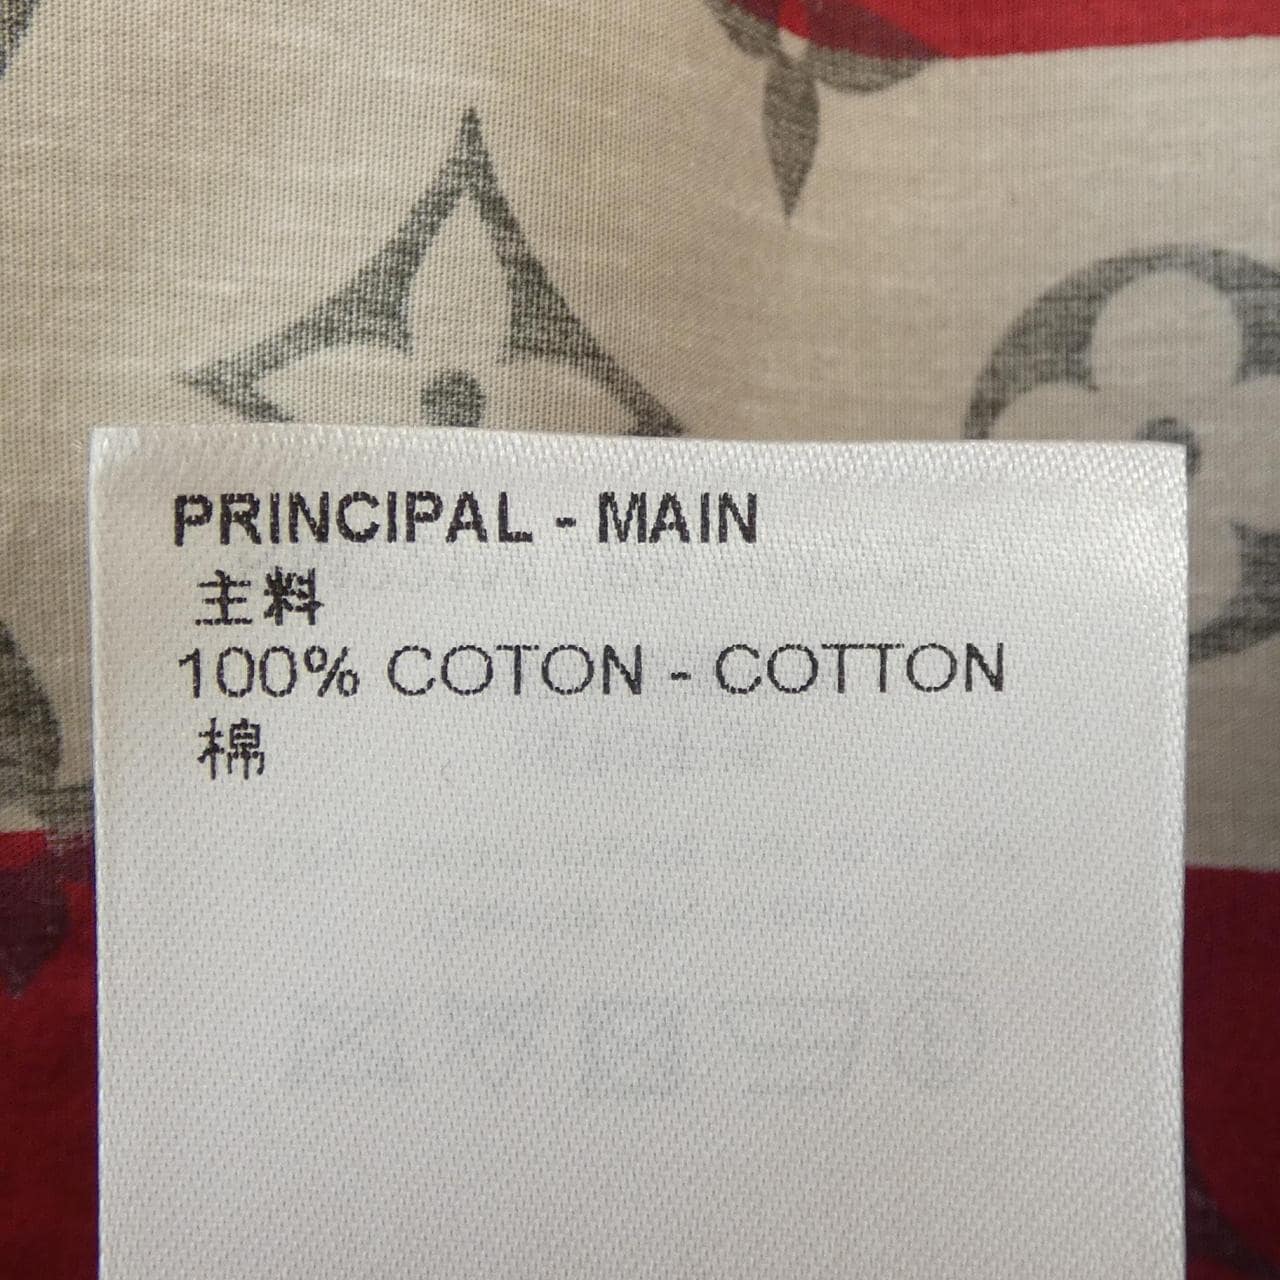 PRINCIPAL - MAIN
主料
100% COTON - COTTON
棉